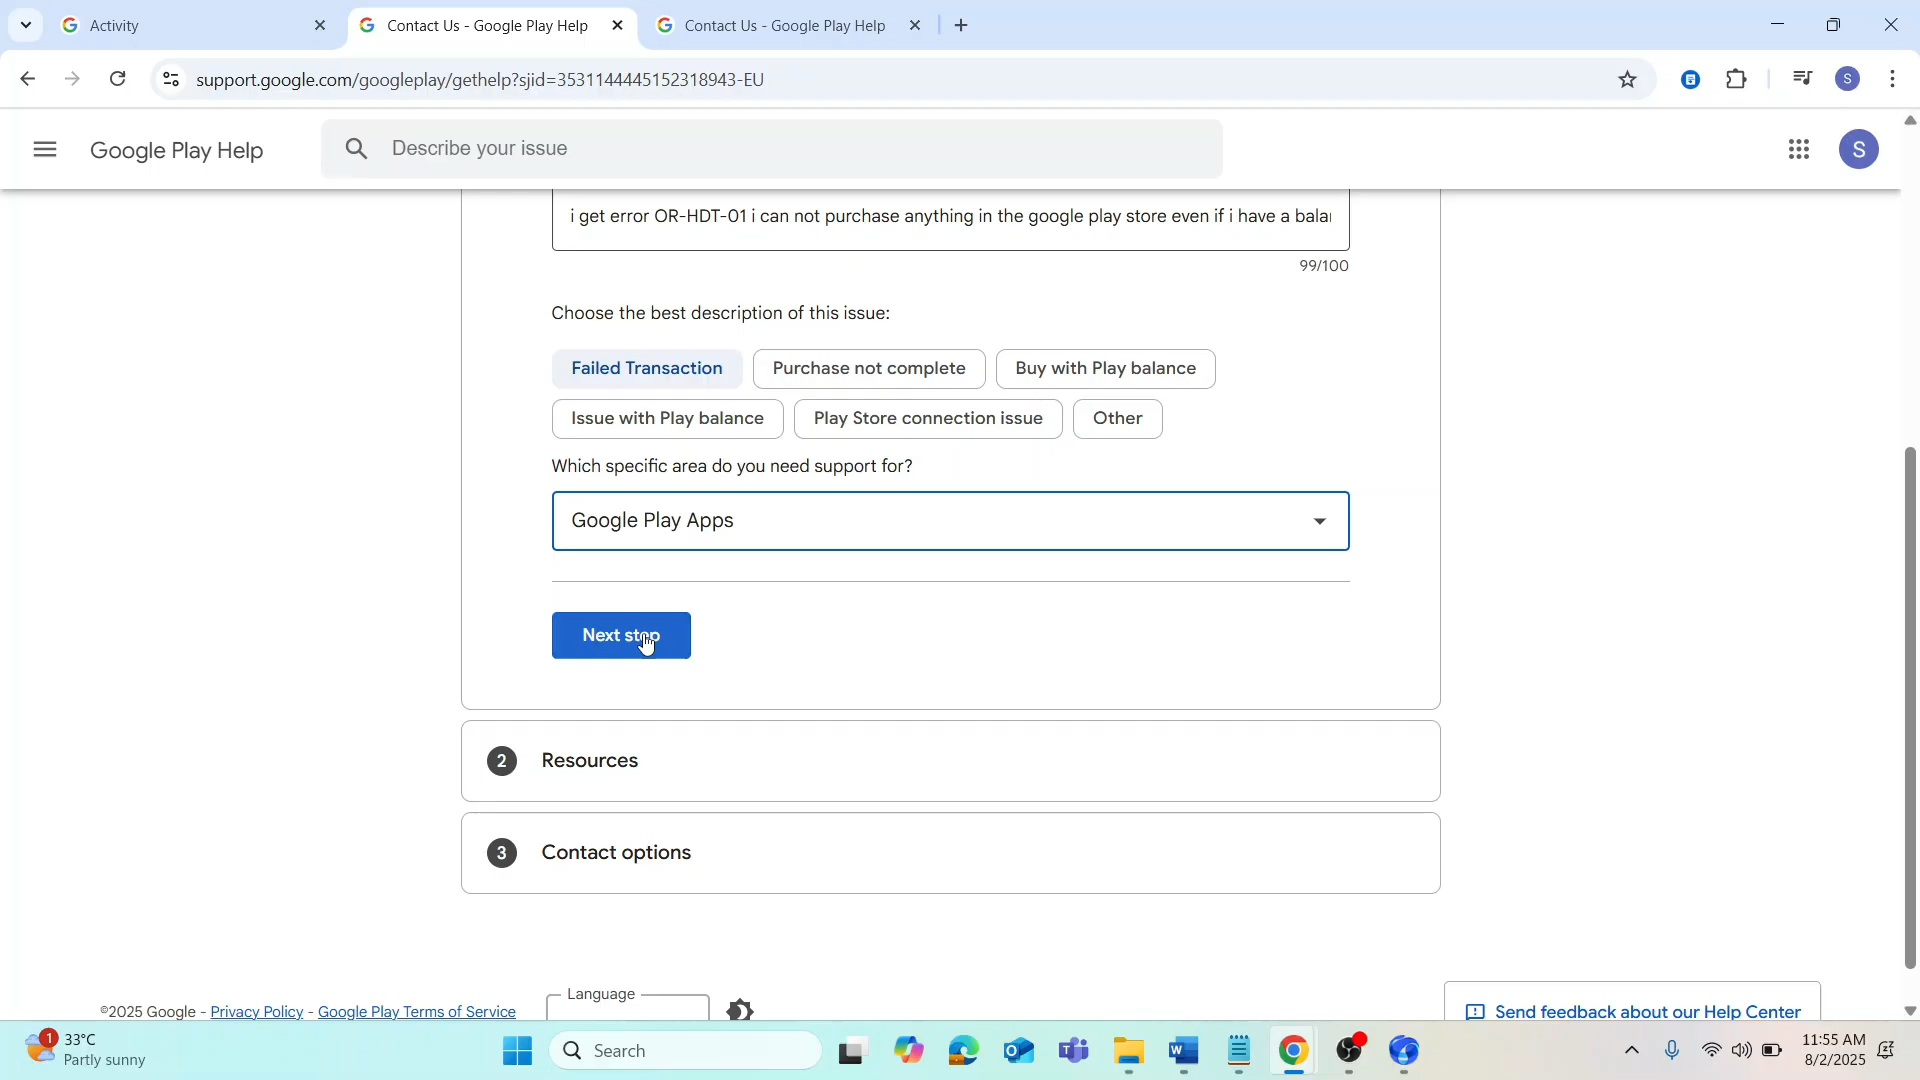 Activity
Contact Us - Google Play Help
Contact Us - Google Play Help
support.google.com/googleplay/gethelp?sjid=3531144445152318943-EU
S
Google Play Help
Describe your issue
S
i get error OR-HDT-01 i can not purchase anything in the google play store even if i have a balar
99/100
Choose the best description of this issue:
Failed Transaction
Purchase not complete
Buy with Play balance
Issue with Play balance
Play Store connection issue
Other
Which specific area do you need support for?
Google Play Apps
Next step
2 Resources
3 Contact options
©2025 Google - Privacy Policy - Google Play Terms of Service
Language
Send feedback about our Help Center
1
33°C
Partly sunny
Search
11:55 AM
8/2/2025